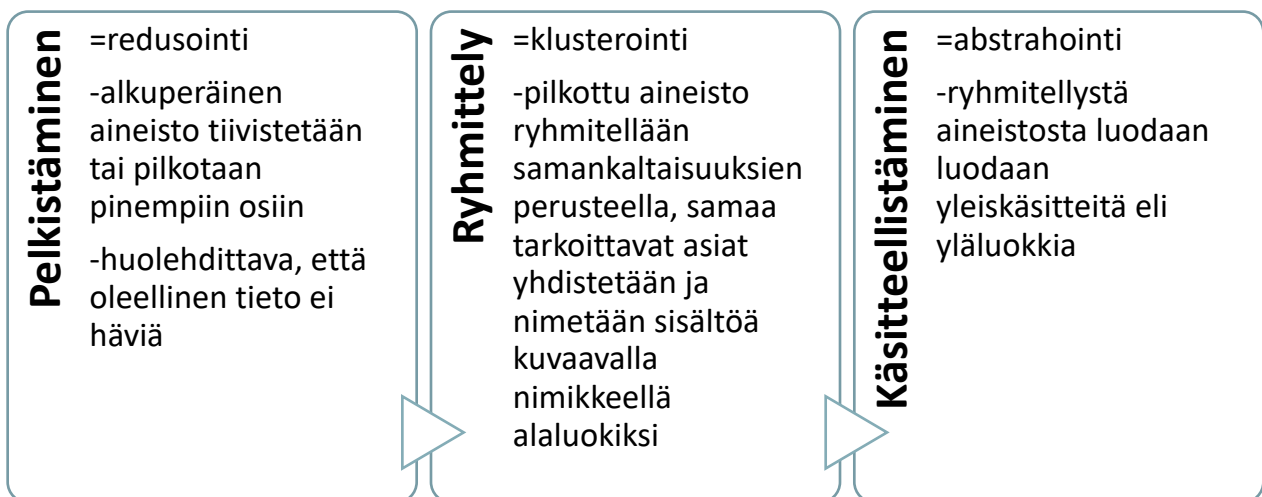 Pelkistäminen
=redusointi
-alkuperäinen
aineisto tiivistetään
tai pilkotaan
pinempiin osiin
-huolehdittava, että
oleellinen tieto ei
häviä
Ryhmittely
=klusterointi
-pilkottu aineisto
ryhmitellään
samankaltaisuuksien
perusteella, samaa
tarkoittavat asiat
yhdistetään ja
nimetään sisältöä
kuvaavalla
nimikkeellä
alaluokiksi
Käsitteellistäminen
=abstrahointi
-ryhmitellystä
aineistosta luodaan
luodaan
yleiskäsitteitä eli
yläluokkia